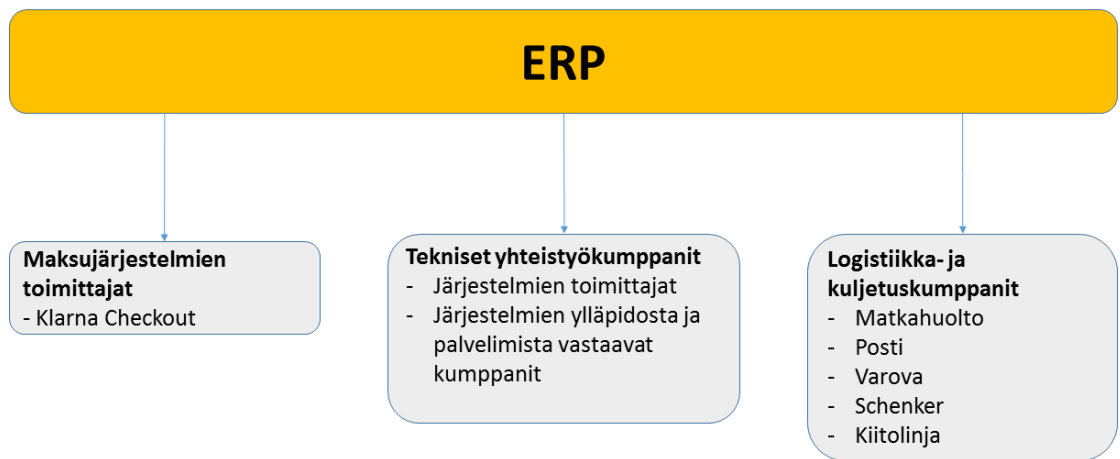 ERP
Maksujärjestelmien
toimittajat
- Klarna Checkout
Tekniset yhteistyökumppanit
- Järjestelmien toimittajat
- Järjestelmien ylläpidosta ja
palvelimista vastaavat
kumppanit
Logistiikka- ja
kuljetuskumppanit
- Matkahuolto
- Posti
- Varova
- Schenker
- Kiitolinja